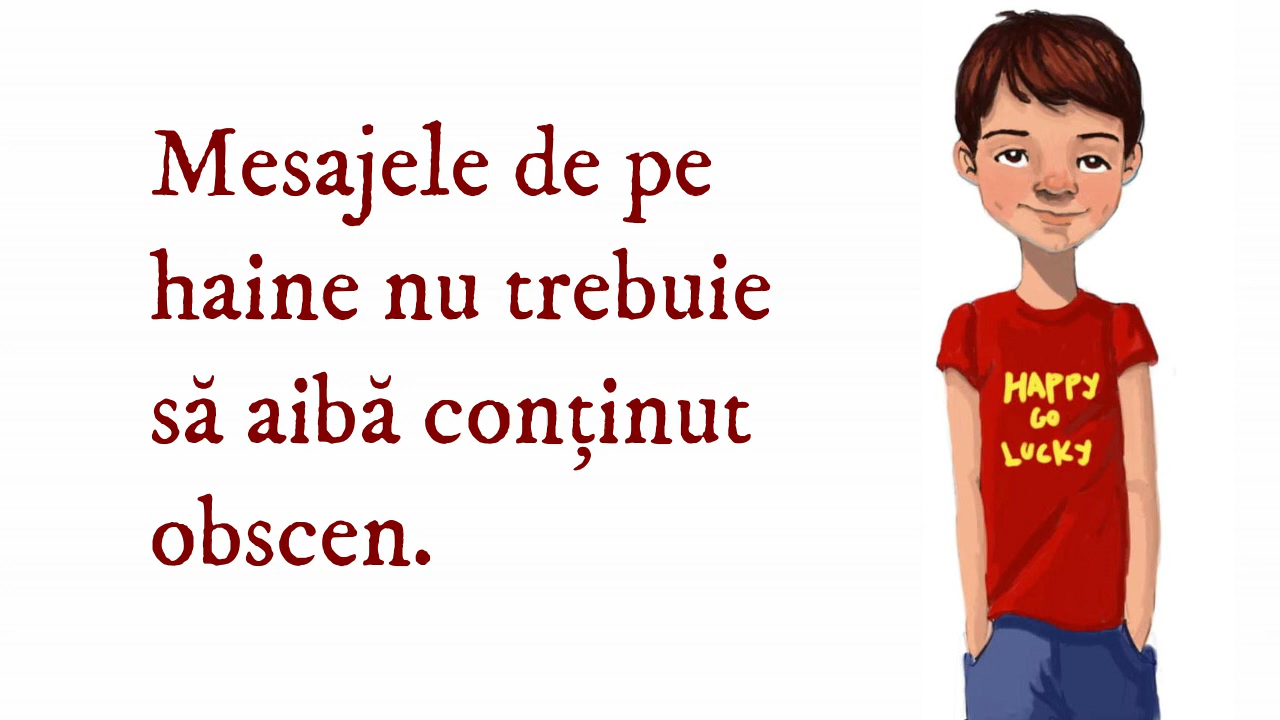 Mesajele de pe
haine nu trebuie
să aibă conținut
obscen.
HAPPY
GO
LUCKY